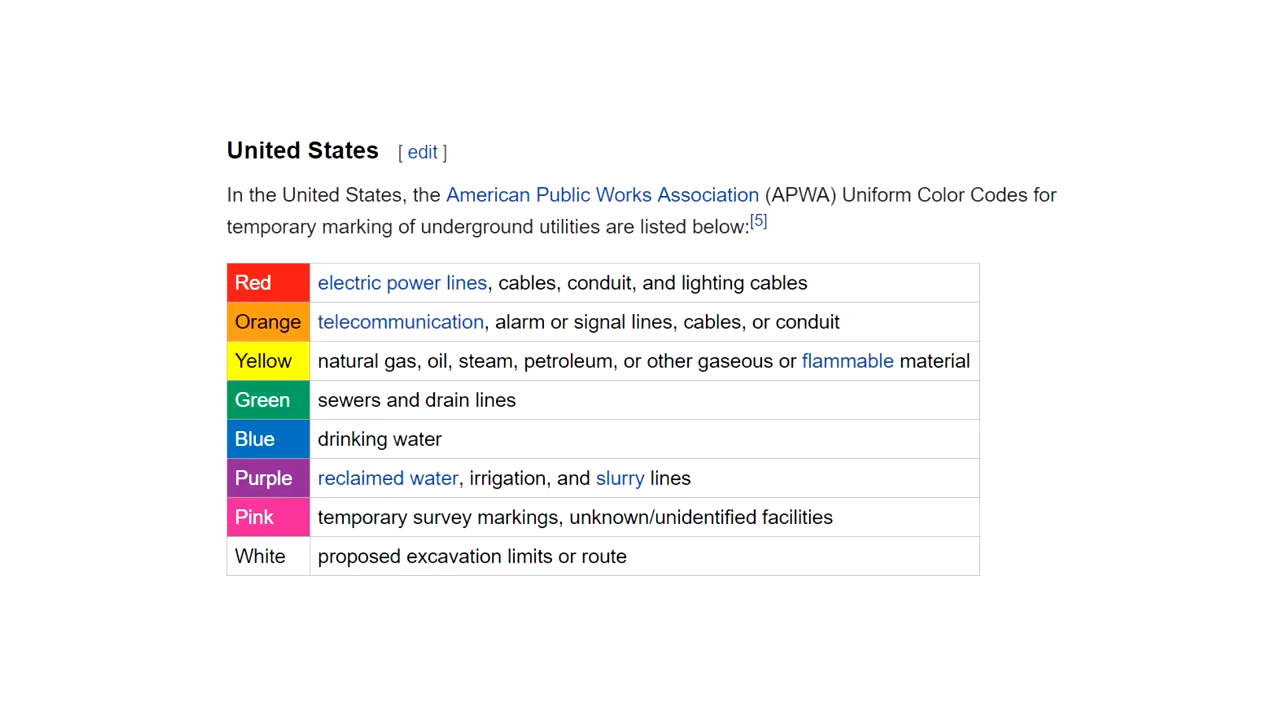 United States [ edit ]
In the United States, the American Public Works Association (APWA) Uniform Color Codes for
temporary marking of underground utilities are listed below:[5]
Red electric power lines, cables, conduit, and lighting cables
Orange telecommunication, alarm or signal lines, cables, or conduit
Yellow natural gas, oil, steam, petroleum, or other gaseous or flammable material
Green sewers and drain lines
Blue drinking water
Purple reclaimed water, irrigation, and slurry lines
Pink temporary survey markings, unknown/unidentified facilities
White proposed excavation limits or route